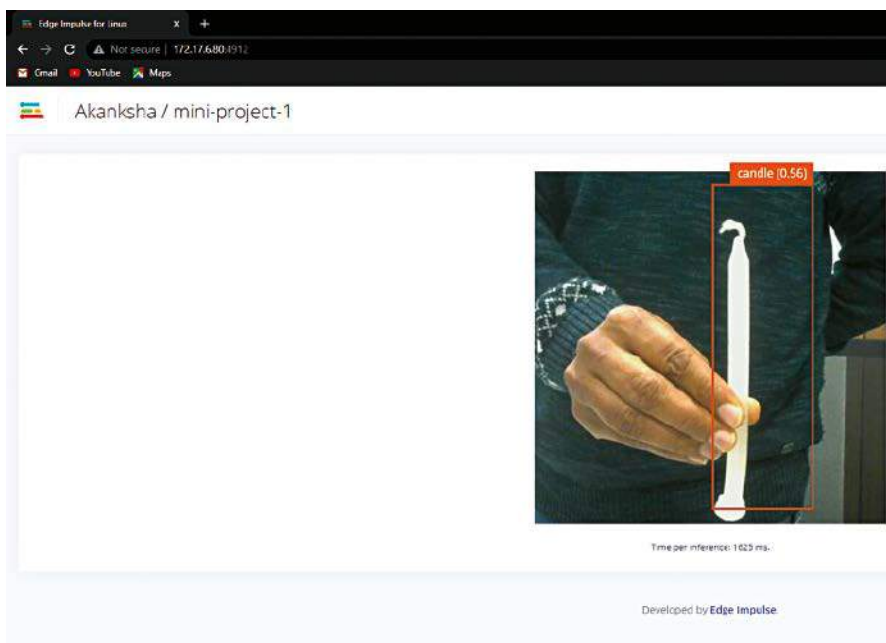 Edge Impulse for Linux x +
Not secure | 172.17.6.80:4912
Gmail YouTube Maps
Akanksha / mini-project-1
candle (0.56)
Time per inference: 1625 ms.
Developed by Edge Impulse